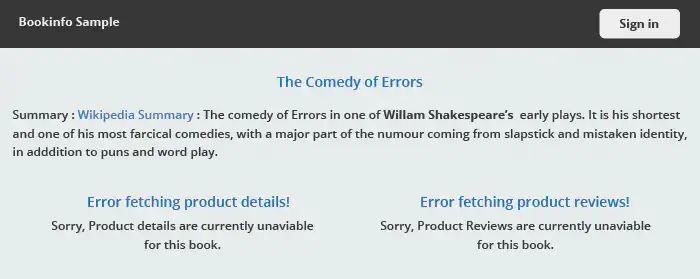 Bookinfo Sample
Sign in
The Comedy of Errors
Summary : Wikipedia Summary : The comedy of Errors in one of Willam Shakespeare's early plays. It is his shortest
and one of his most farcical comedies, with a major part of the numour coming from slapstick and mistaken identity,
in adddition to puns and word play.
Error fetching product details!
Sorry, Product details are currently unaviable
for this book.
Error fetching product reviews!
Sorry, Product Reviews are currently unaviable
for this book.